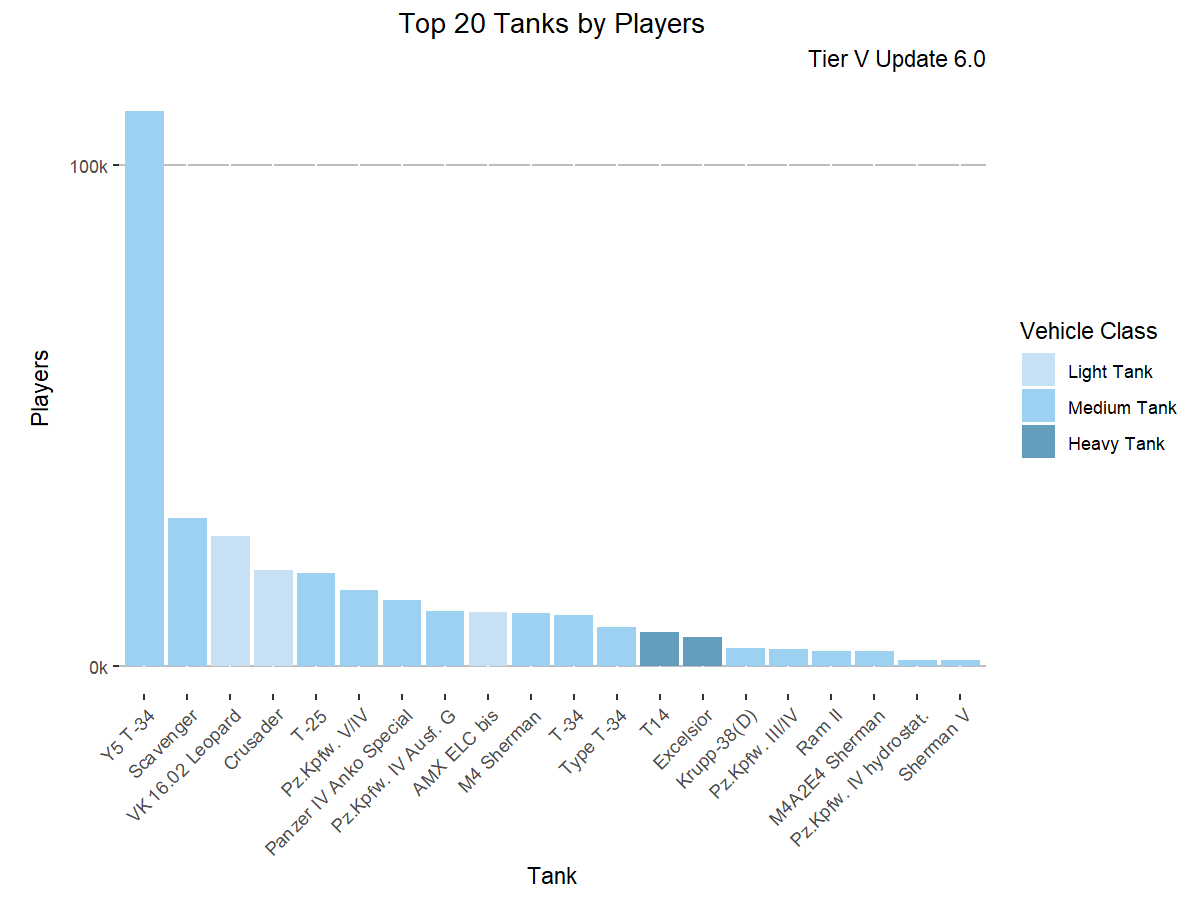 Top 20 Tanks by Players
Tier V Update 6.0
100k
0k
Players
Y5 T-34
Scavenger
VK 16.02 Leopard
Crusader
T-25
Pz.Kpfw. V/IV
Panzer IV Anko Special
Pz.Kpfw. IV Ausf. G
AMX ELC bis
M4 Sherman
T-34
Type T-34
T14
Excelsior
Krupp-38(D)
Pz.Kpfw. III/IV
Ram II
M4A2E4 Sherman
Pz.Kpfw. IV hydrostat.
Sherman V
Tank
Vehicle Class
Light Tank
Medium Tank
Heavy Tank